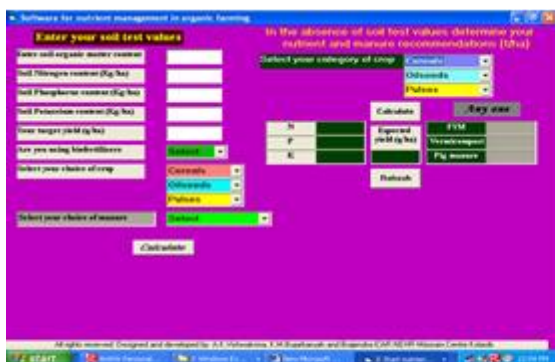 Software for nutrient management in organic farming
Enter your soil test values
Enter soil organic matter content
Soil Nitrogen content (Kg/ha)
Soil Phosphorus content (Kg/ha)
Soil Potassium content (Kg/ha)
Your target yield (q/ha)
Are you using biofertilizers
Select
Select your choice of crop
Cereals
Oilseeds
Pulses
Select your choice of manure
Select
Calculate
In the absence of soil test values determine your
nutrient and manure recommendations (t/ha)
Select your category of crop
Cereals
Oilseeds
Pulses
Calculate
Any one
N
P
K
Expected
yield (q/ha)
FYM
Vermicompost
Pig manure
Refresh
All rights reserved. Designed and developed by
start